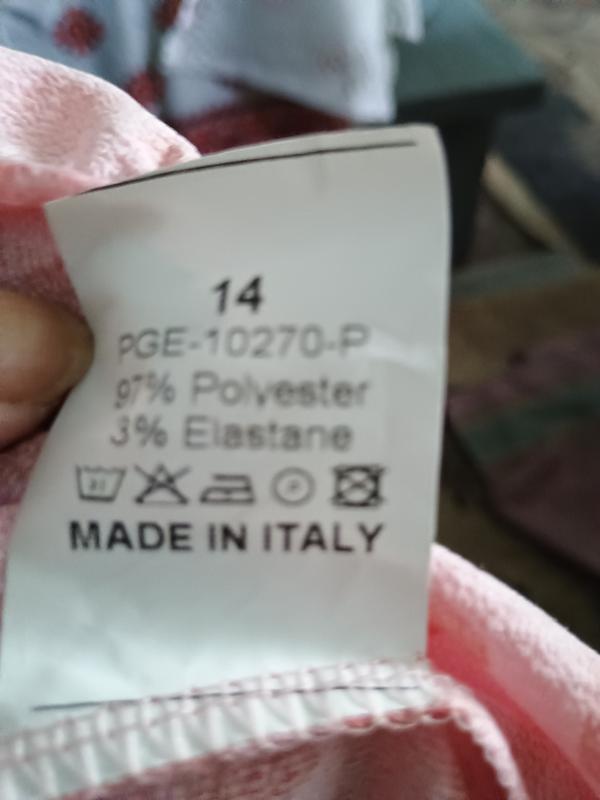 14
PGE-10270-P
97% Polyester
3% Elastane
MADE IN ITALY